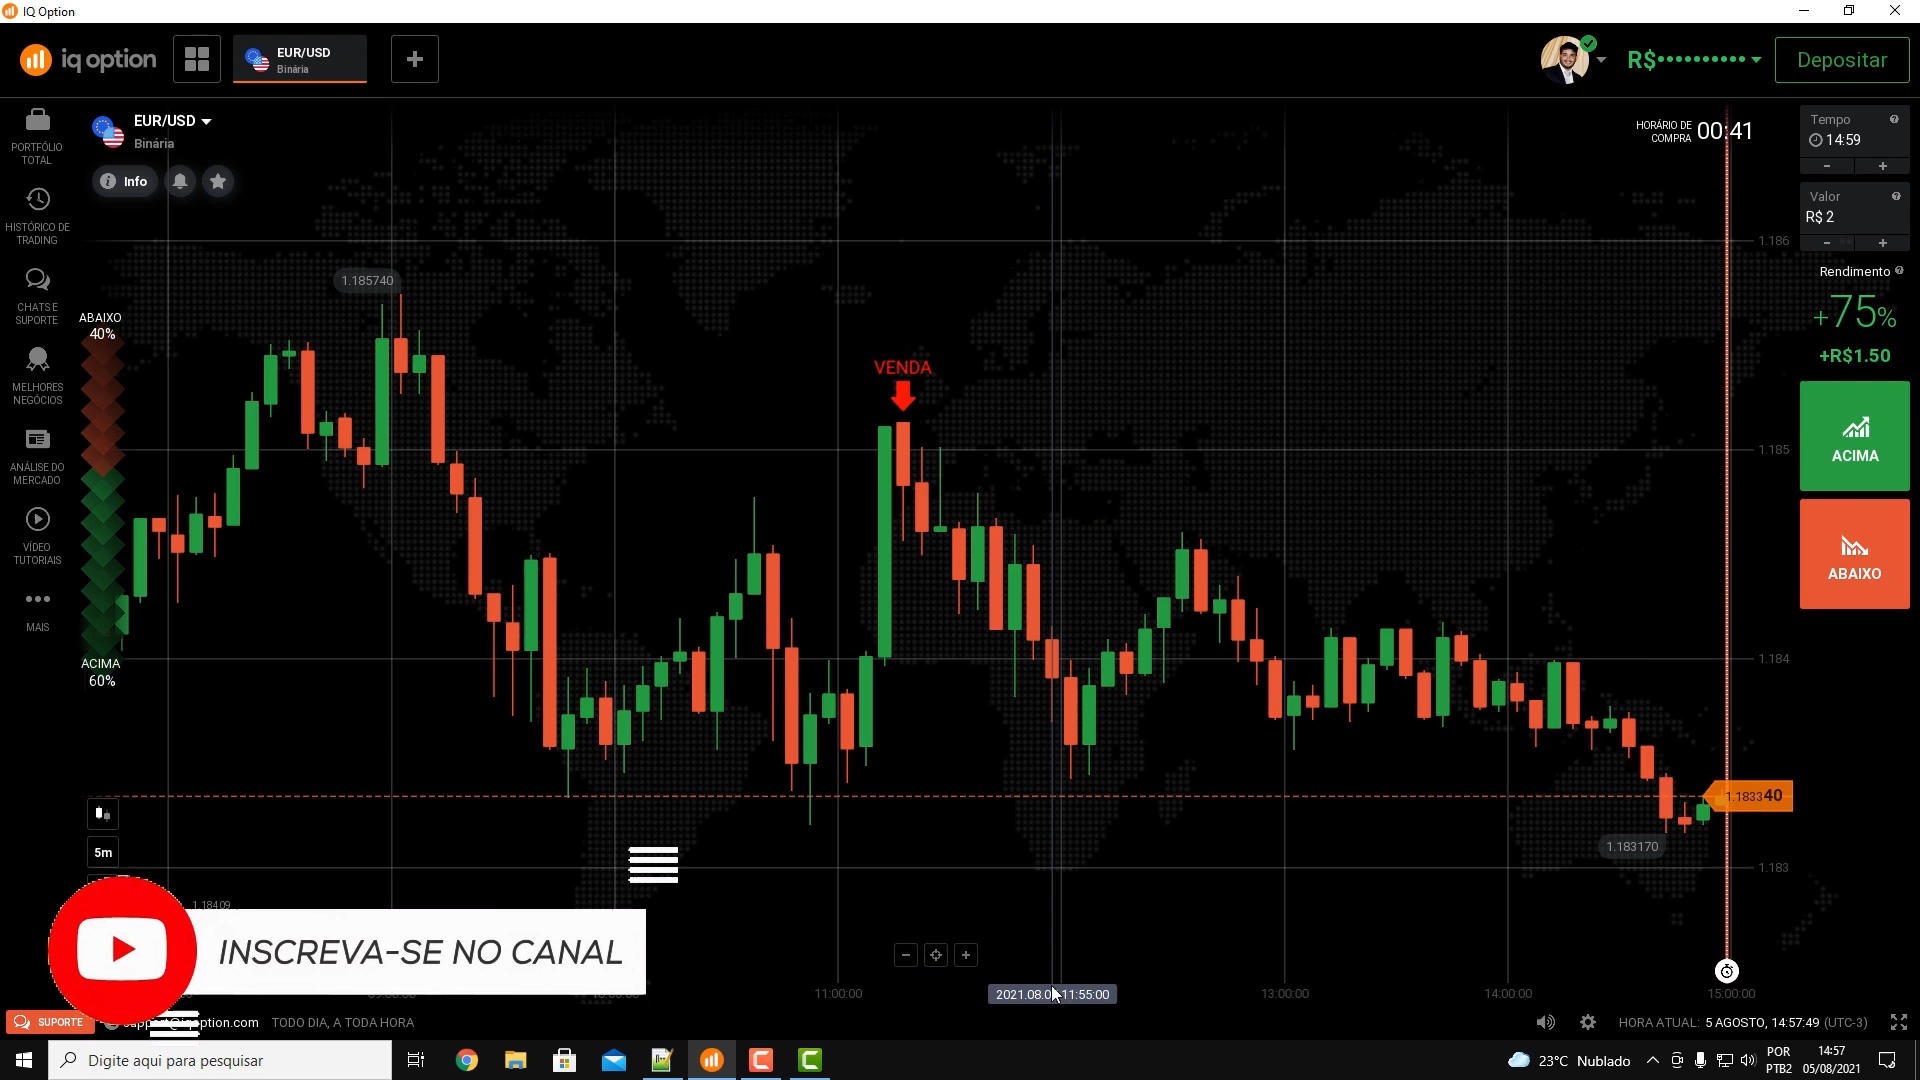 IQ Option
iq option
EUR/USD
Binária
R$
Depositar
PORTFÓLIO
TOTAL
HISTÓRICO DE
TRADING
CHATS E
SUPORTE
MELHORES
NEGÓCIOS
ANÁLISE DO
MERCADO
VÍDEO
TUTORIAIS
MAIS
EUR/USD
Binária
Info
ABAIXO
40%
ACIMA
60%
1.185740
VENDA
HORÁRIO DE
COMPRA
00:41
1.186
1.185
1.184
1.183
1.183340
1.183170
Tempo
14:59
- +
Valor
R$ 2
- +
Rendimento
+75%
+R$1.50
ACIMA
ABAIXO
5m
1.18409
INSCREVA-SE NO CANAL
- +
11:00:00
11:55:00
13:00:00
14:00:00
15:00:00
SUPORTE
TODO DIA, A TODA HORA
HORA ATUAL: 5 AGOSTO, 14:57:49 (UTC-3)
Digite aqui para pesquisar
23°C Nublado
POR
PTB2
14:57
05/08/2021